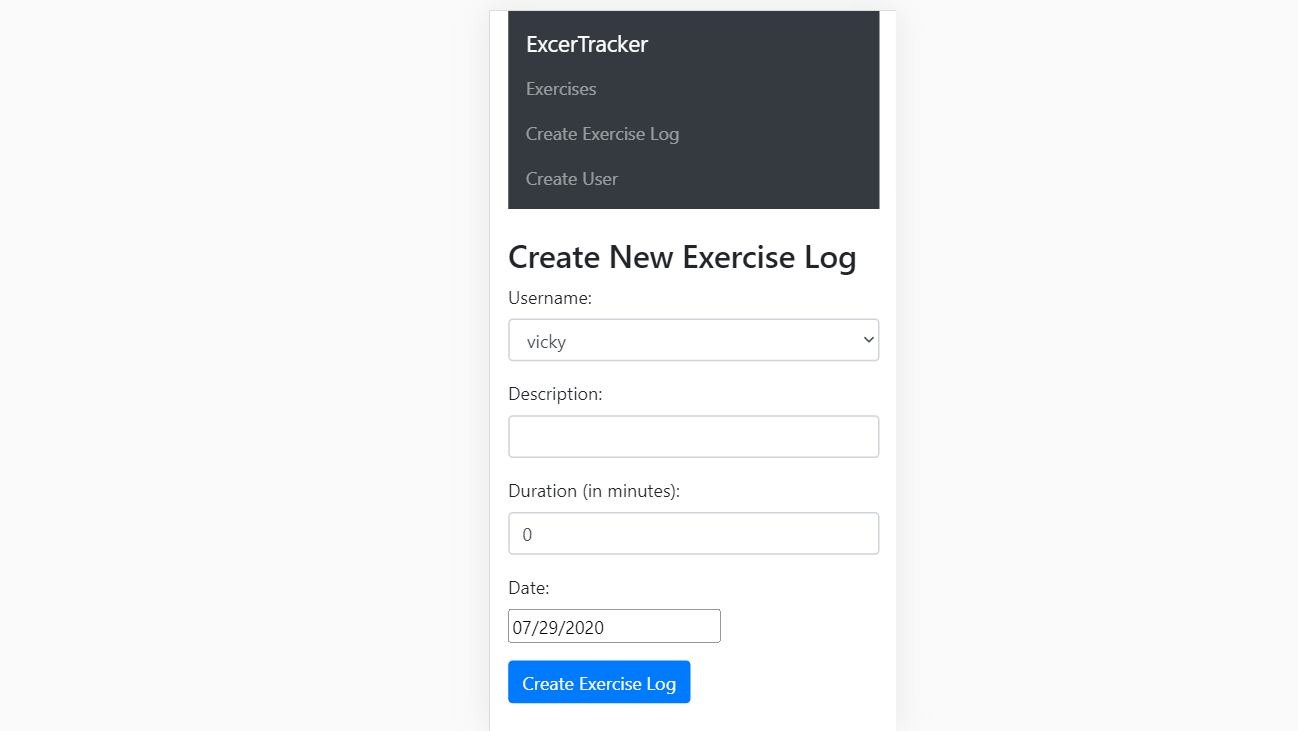 ExcerTracker
Exercises
Create Exercise Log
Create User
Create New Exercise Log
Username:
vicky
Description:
Duration (in minutes):
0
Date:
07/29/2020
Create Exercise Log